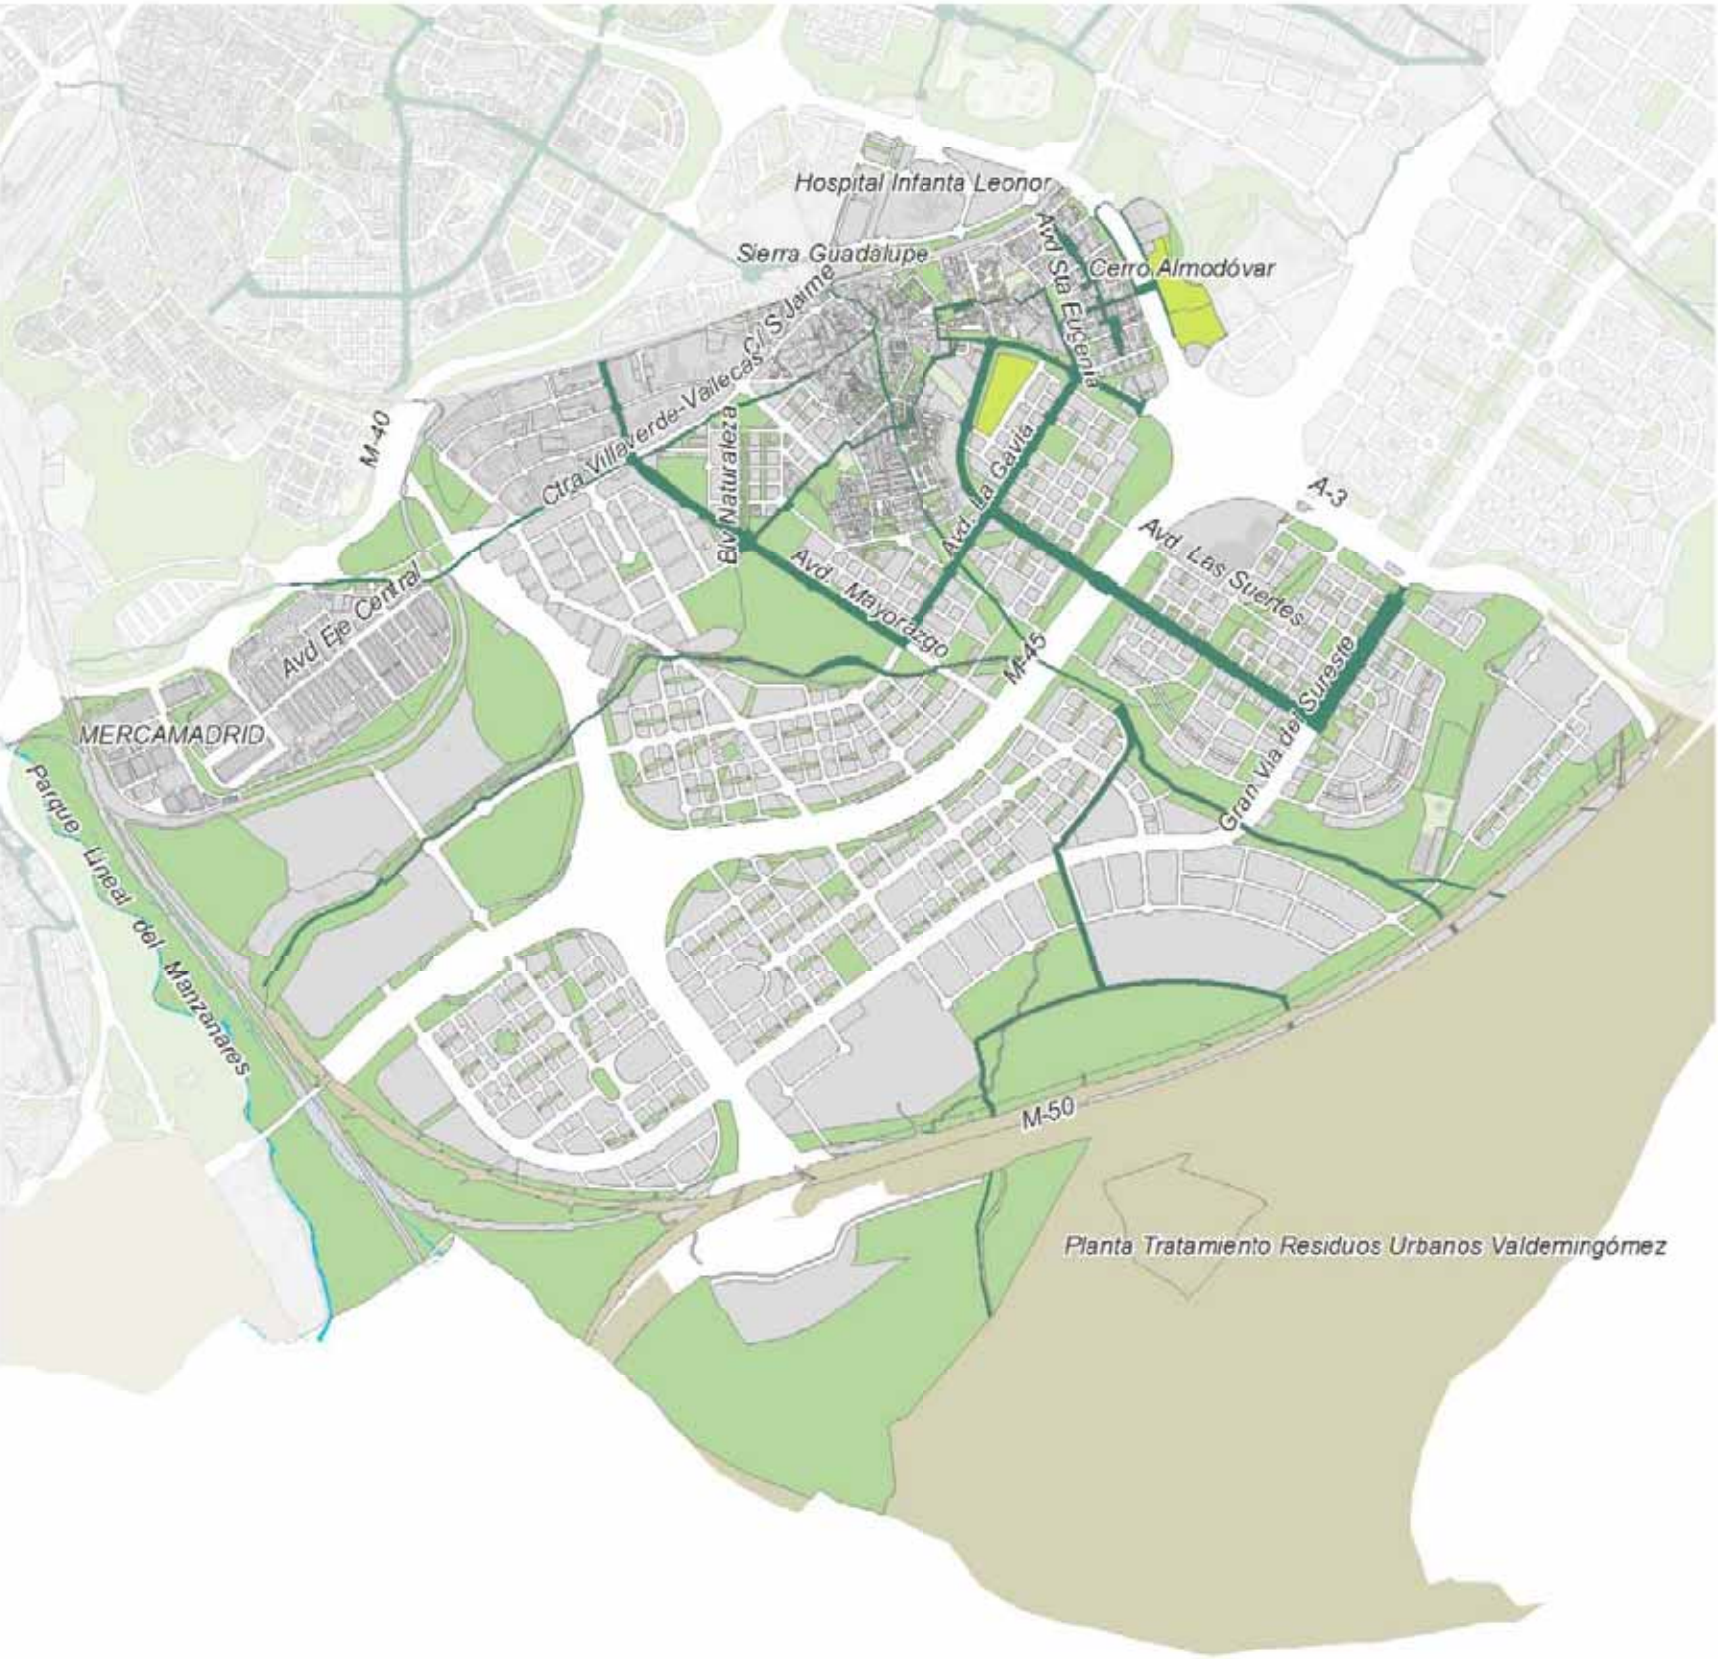 Hospital Infanta Leonor
Avd Sta Eugenia
Sierra Guadalupe
Cerro Almodóvar
C/ S Jaime
Ctra Villaverde-Vallecas
M-40
Blv Naturaleza
Avd. La Gavia
A-3
Avd. Las Suertes
Avd. Mayorazgo
Avd Eje Central
M-45
Gran Via del Sureste
MERCAMADRID
Parque Lineal del Manzanares
M-50
Planta Tratamiento Residuos Urbanos Valdemingómez